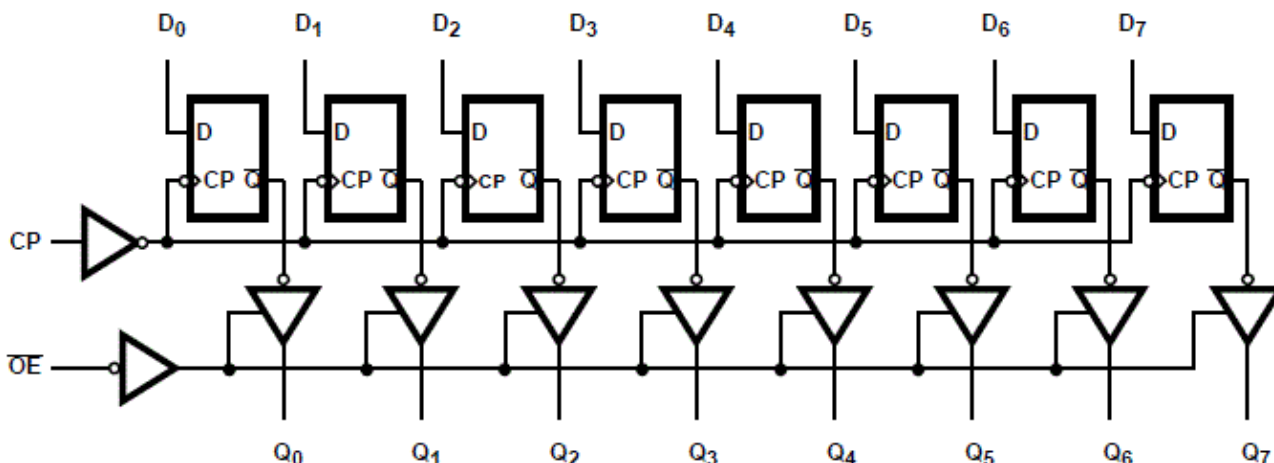 D₀ D₁ D₂ D₃ D₄ D₅ D₆ D₇
D D D D D D D D
CP Q̅ CP Q̅ CP Q̅ CP Q̅ CP Q̅ CP Q̅ CP Q̅ CP Q̅
CP
O̅E̅
Q₀ Q₁ Q₂ Q₃ Q₄ Q₅ Q₆ Q₇